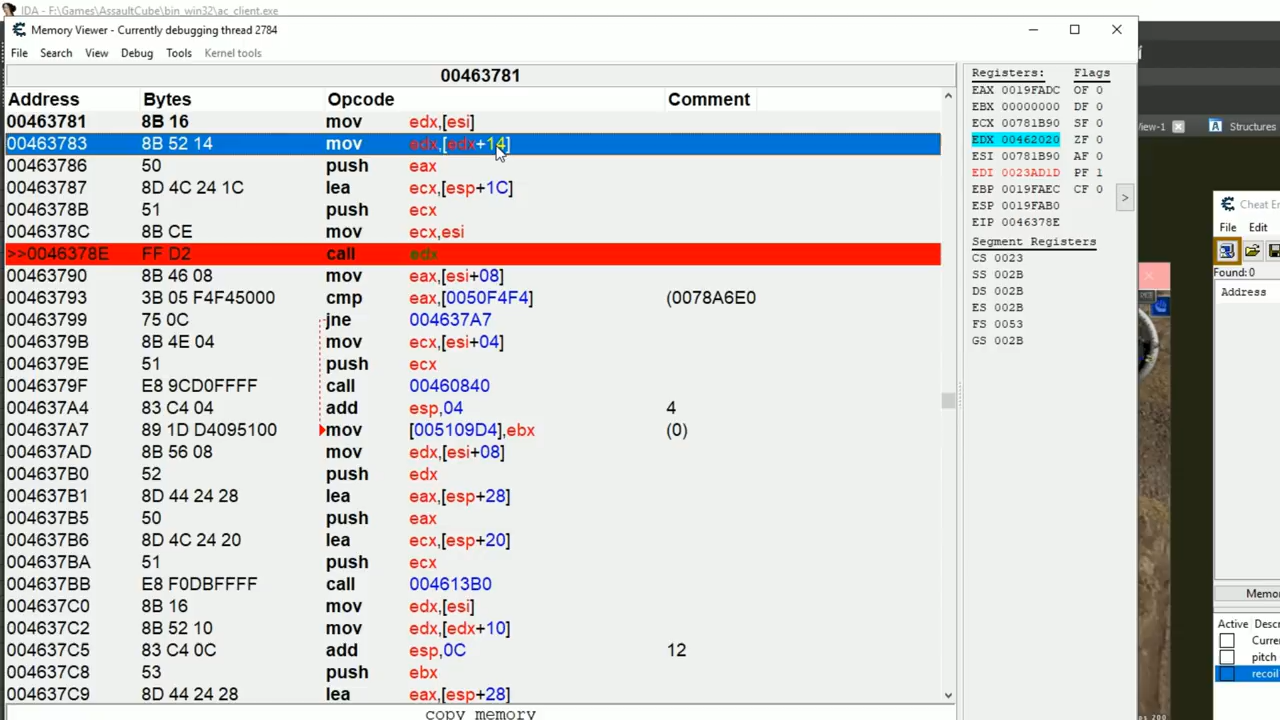 IDA - F:\Games\AssaultCube\bin_win32\ac_client.exe
Memory Viewer - Currently debugging thread 2784
File Search View Debug Tools Kernel tools
00463781
Address Bytes Opcode Comment
00463781 8B 16 mov edx,[esi]
00463783 8B 52 14 mov edx,[edx+14]
00463786 50 push eax
00463787 8D 4C 24 1C lea ecx,[esp+1C]
0046378B 51 push ecx
0046378C 8B CE mov ecx,esi
>>0046378E FF D2 call edx
00463790 8B 46 08 mov eax,[esi+08]
00463793 3B 05 F4F45000 cmp eax,[0050F4F4] (0078A6E0
00463799 75 0C jne 004637A7
0046379B 8B 4E 04 mov ecx,[esi+04]
0046379E 51 push ecx
0046379F E8 9CD0FFFF call 00460840
004637A4 83 C4 04 add esp,04 4
004637A7 89 1D D4095100 mov [005109D4],ebx (0)
004637AD 8B 56 08 mov edx,[esi+08]
004637B0 52 push edx
004637B1 8D 44 24 28 lea eax,[esp+28]
004637B5 50 push eax
004637B6 8D 4C 24 20 lea ecx,[esp+20]
004637BA 51 push ecx
004637BB E8 F0DBFFFF call 004613B0
004637C0 8B 16 mov edx,[esi]
004637C2 8B 52 10 mov edx,[edx+10]
004637C5 83 C4 0C add esp,0C 12
004637C8 53 push ebx
004637C9 8D 44 24 28 lea eax,[esp+28]
copy memory
Registers: Flags
EAX 0019FADC OF 0
EBX 00000000 DF 0
ECX 00781B90 SF 0
EDX 00462020 ZF 0
ESI 00781B90 AF 0
EDI 0023AD1D PF 1
EBP 0019FAEC CF 0
ESP 0019FAB0
EIP 0046378E
Segment Registers
CS 0023
SS 002B
DS 002B
ES 002B
FS 0053
GS 002B
>
iew-1 Structures
Cheat En
File Edit
Found: 0
Address
Memo
Active Descr
Curre
pitch
recoil